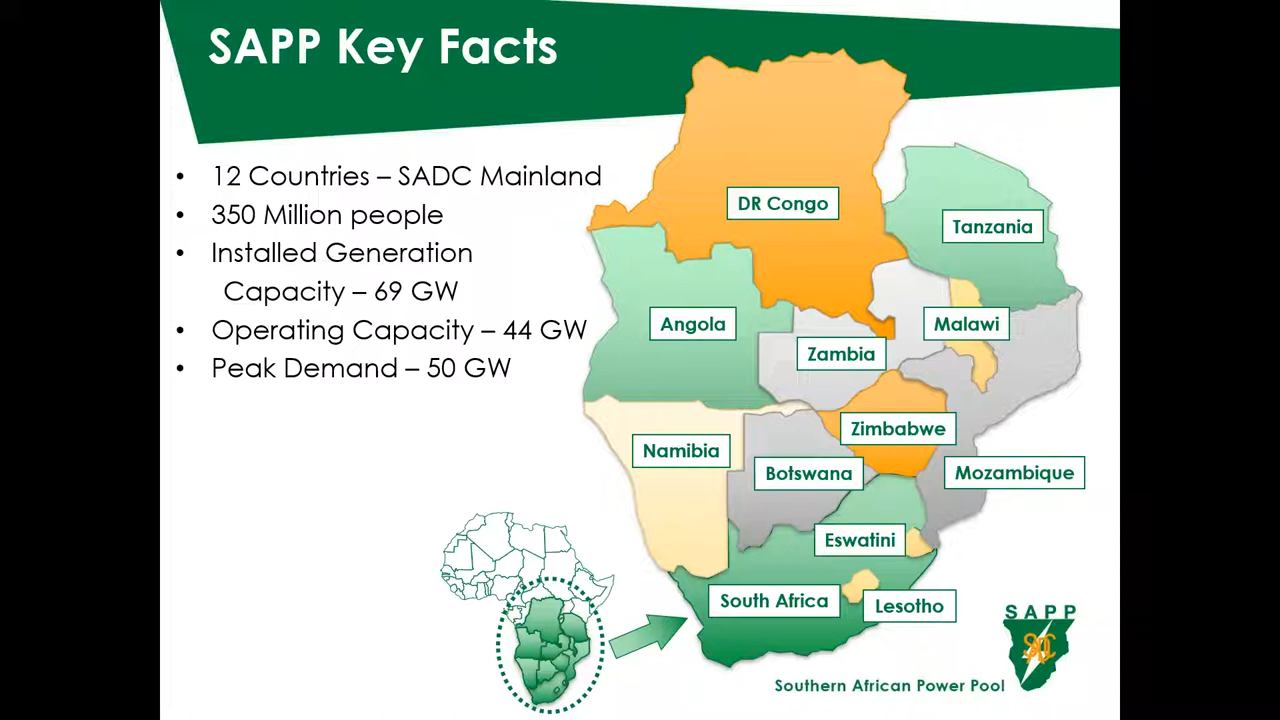 SAPP Key Facts
• 12 Countries – SADC Mainland
• 350 Million people
• Installed Generation
Capacity – 69 GW
• Operating Capacity – 44 GW
• Peak Demand – 50 GW
DR Congo
Tanzania
Angola
Malawi
Zambia
Zimbabwe
Namibia
Botswana
Mozambique
Eswatini
South Africa
Lesotho
SAPP
SADC
Southern African Power Pool